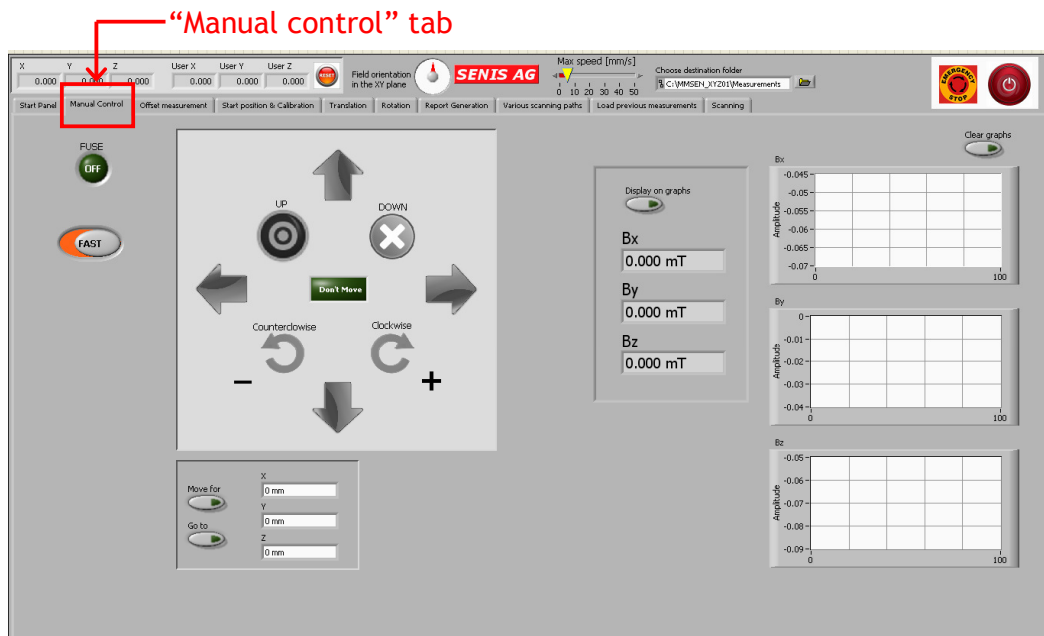 “Manual control” tab
X Y Z User X User Y User Z
0.000 0.000 0.000 0.000 0.000 0.000
RESET
Field orientation
in the XY plane
SENIS AG
Max speed [mm/s]
0 10 20 30 40 50
Choose destination folder
C:\MMSEN_XYZ01\Measurements
EMERGENCY
STOP
Start Panel Manual Control Offset measurement Start position & Calibration Translation Rotation Report Generation Various scanning paths Load previous measurements Scanning
FUSE
OFF
FAST
UP
DOWN
Don't Move
Counterclowise
Clockwise
– +
Move for
Go to
X
0 mm
Y
0 mm
Z
0 mm
Display on graphs
Bx
0.000 mT
By
0.000 mT
Bz
0.000 mT
Clear graphs
Bx
Amplitude
-0.045
-0.05
-0.055
-0.06
-0.065
-0.07
0 100
By
Amplitude
0
-0.01
-0.02
-0.03
-0.04
0 100
Bz
Amplitude
-0.05
-0.06
-0.07
-0.08
-0.09
0 100